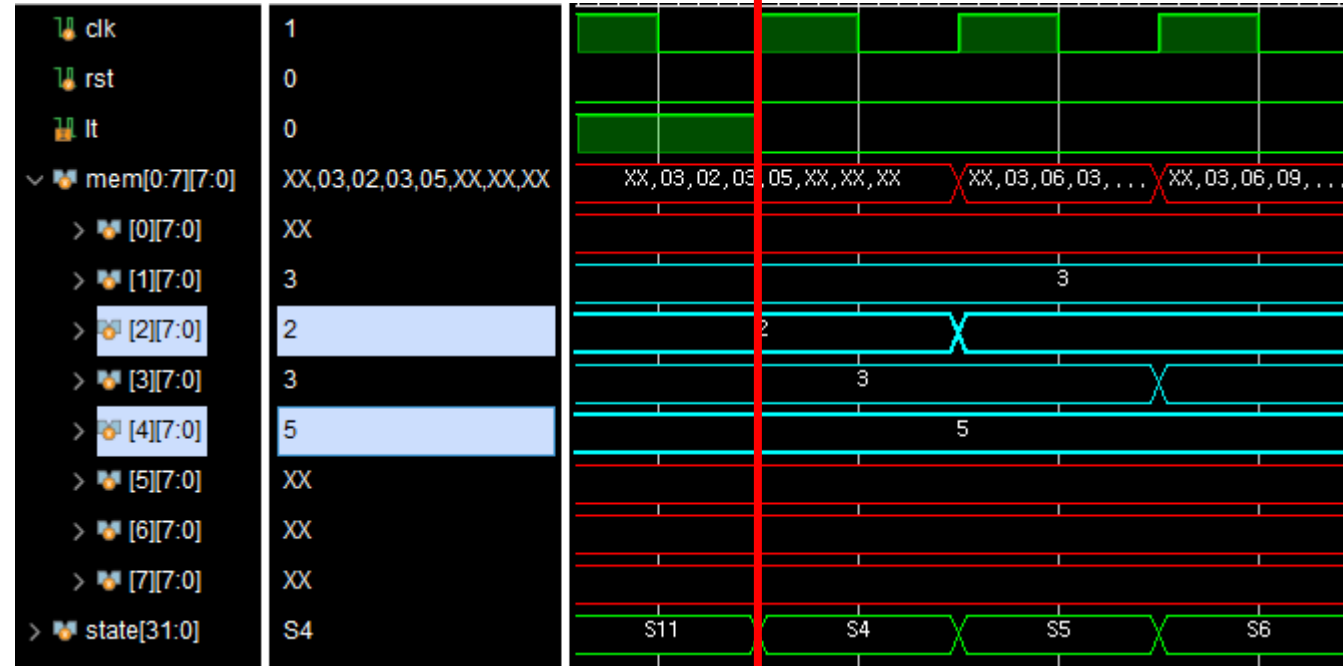 clk 1
rst 0
lt 0
mem[0:7][7:0] XX,03,02,03,05,XX,XX,XX XX,03,02,03,05,XX,XX,XX XX,03,06,03,... XX,03,06,09,...
[0][7:0] XX
[1][7:0] 3 3
[2][7:0] 2 2
[3][7:0] 3 3
[4][7:0] 5 5
[5][7:0] XX
[6][7:0] XX
[7][7:0] XX
state[31:0] S4 S11 S4 S5 S6